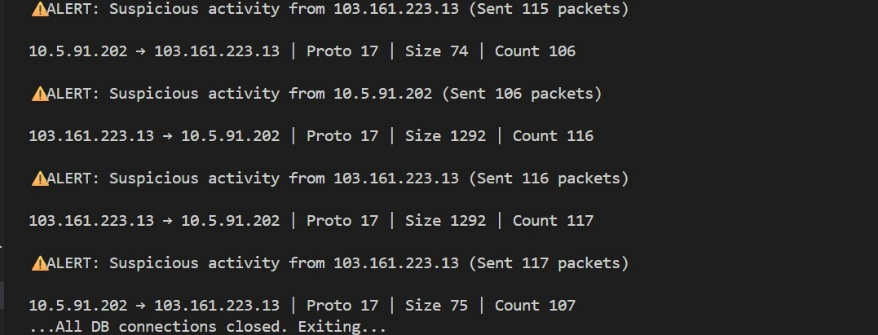 ⚠ALERT: Suspicious activity from 103.161.223.13 (Sent 115 packets)
10.5.91.202 → 103.161.223.13 | Proto 17 | Size 74 | Count 106
⚠ALERT: Suspicious activity from 10.5.91.202 (Sent 106 packets)
103.161.223.13 → 10.5.91.202 | Proto 17 | Size 1292 | Count 116
⚠ALERT: Suspicious activity from 103.161.223.13 (Sent 116 packets)
103.161.223.13 → 10.5.91.202 | Proto 17 | Size 1292 | Count 117
⚠ALERT: Suspicious activity from 103.161.223.13 (Sent 117 packets)
10.5.91.202 → 103.161.223.13 | Proto 17 | Size 75 | Count 107
...All DB connections closed. Exiting...